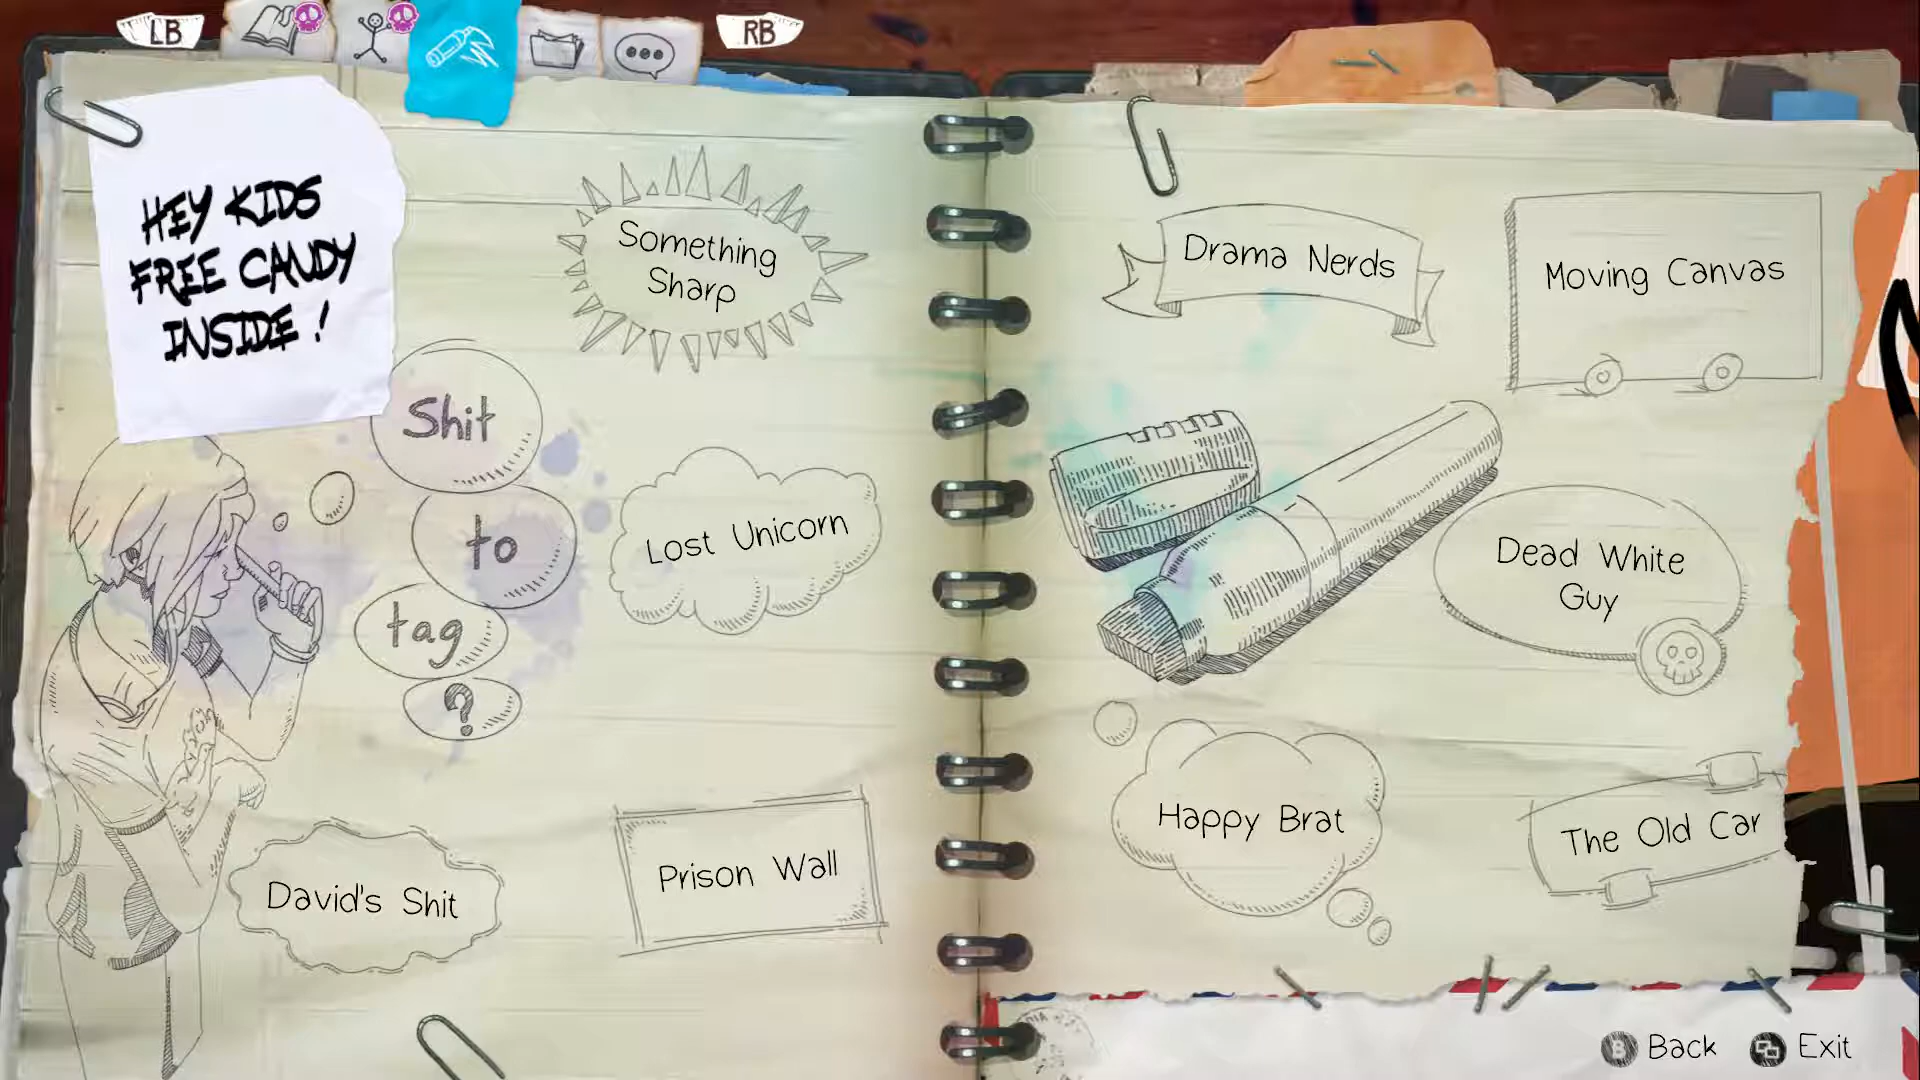 LB
RB
HEY KIDS
FREE CANDY
INSIDE !
Something
Sharp
Shit
to
tag
?
Lost Unicorn
David's Shit
Prison Wall
Drama Nerds
Moving Canvas
Dead White
Guy
Happy Brat
The Old Car
B Back
Exit